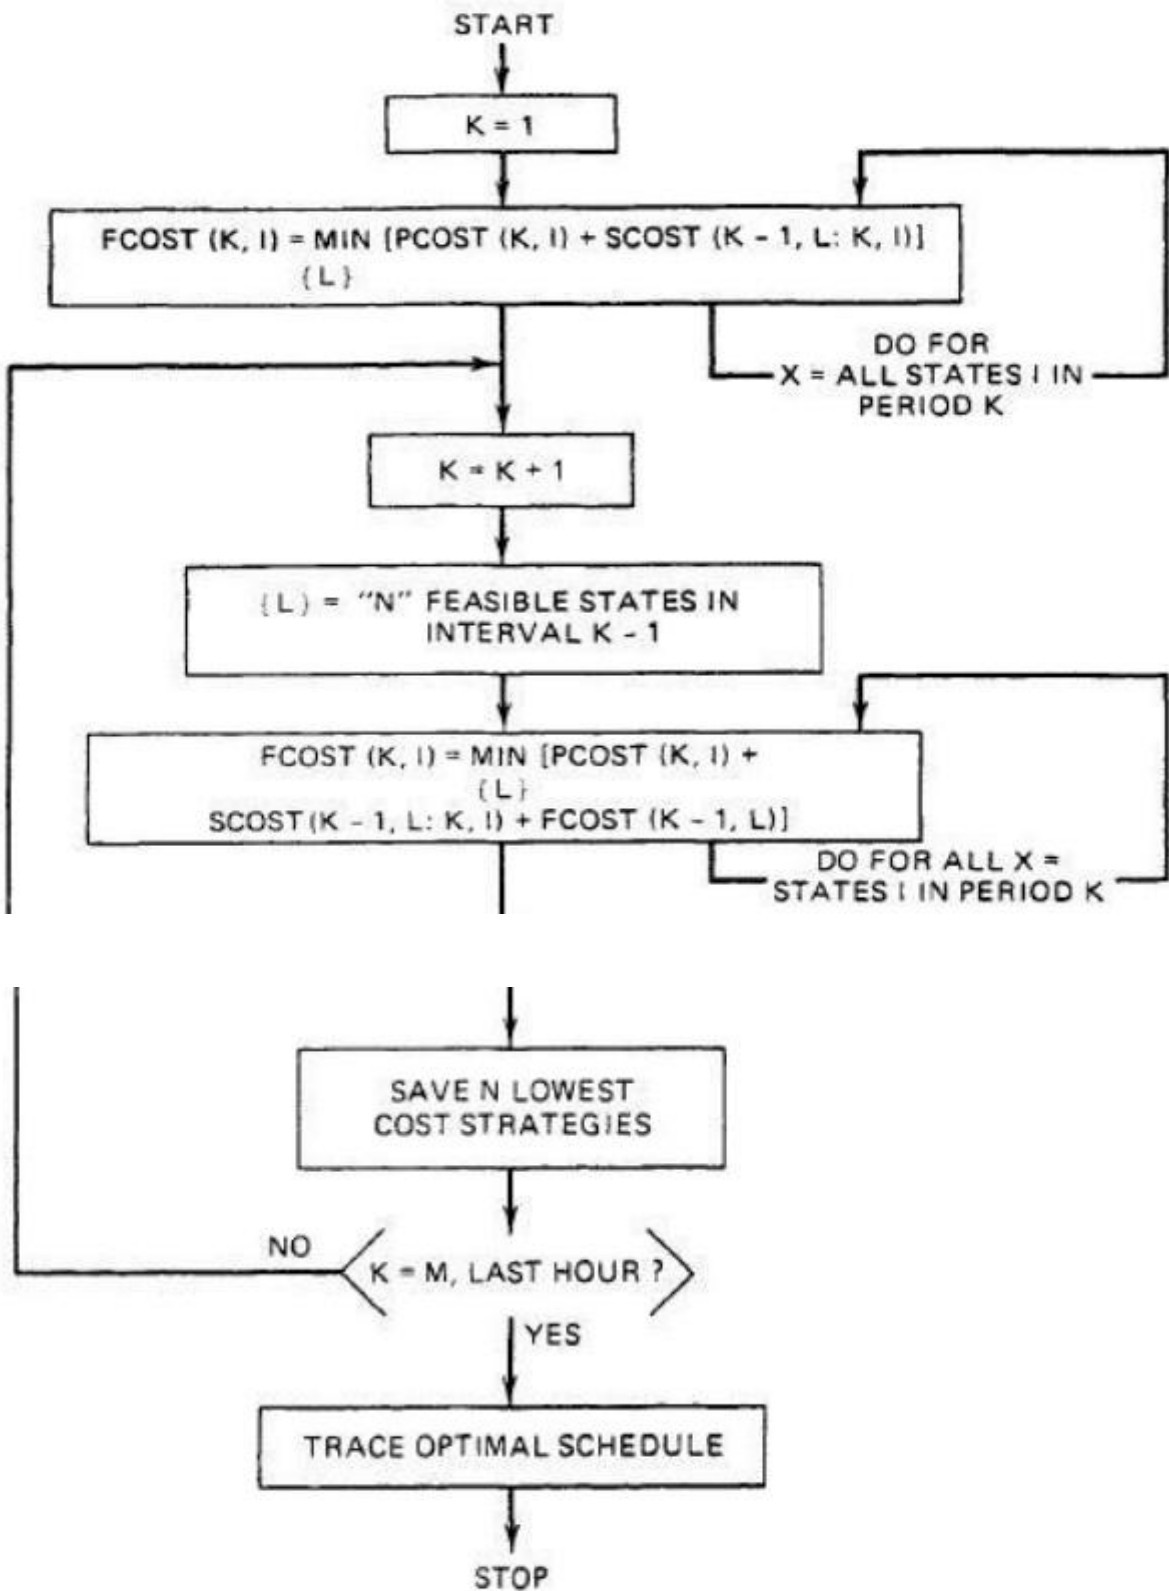 START
K = 1
FCOST (K, I) = MIN [PCOST (K, I) + SCOST (K - 1, L: K, I)]
{L}
DO FOR
X = ALL STATES I IN
PERIOD K
K = K + 1
{L} = "N" FEASIBLE STATES IN
INTERVAL K - 1
FCOST (K, I) = MIN [PCOST (K, I) +
{L}
SCOST (K - 1, L: K, I) + FCOST (K - 1, L)]
DO FOR ALL X =
STATES I IN PERIOD K
SAVE N LOWEST
COST STRATEGIES
NO
K = M, LAST HOUR ?
YES
TRACE OPTIMAL SCHEDULE
STOP